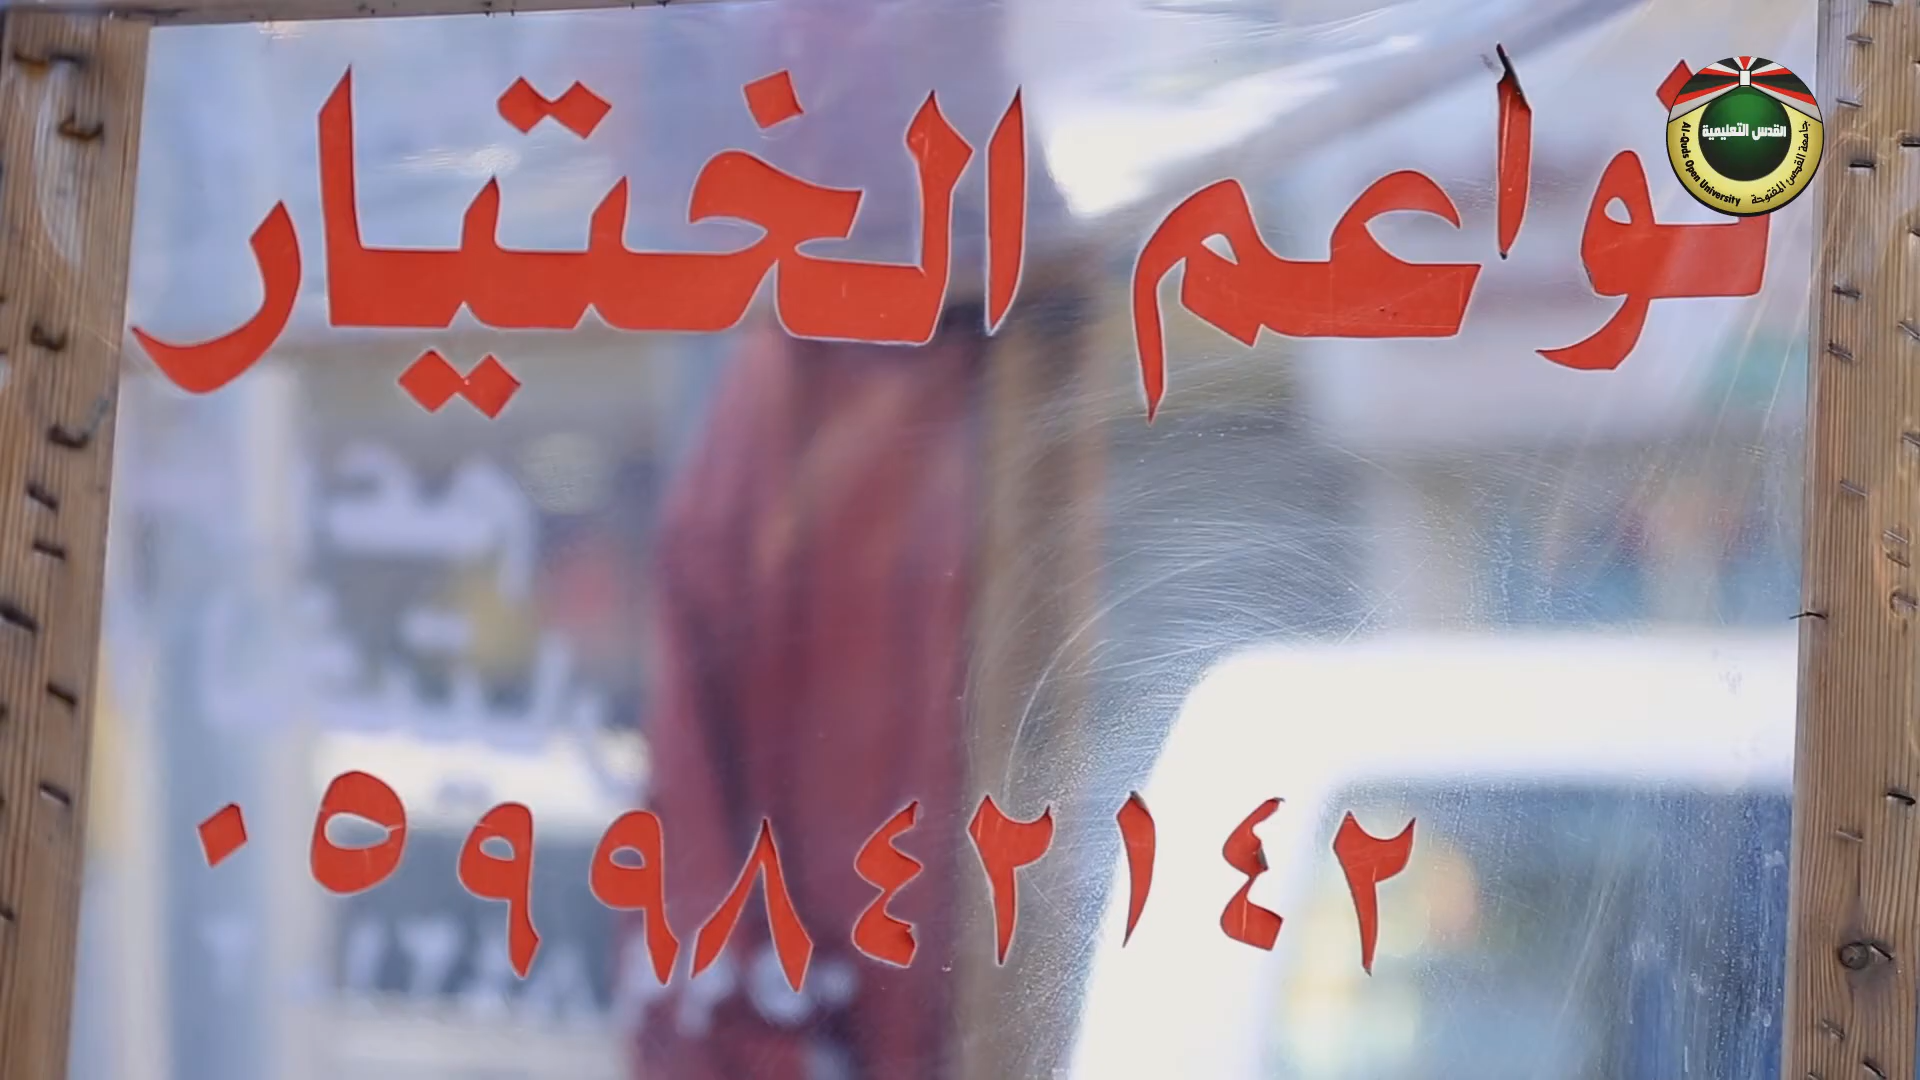 نواعم الختيار
٠٥٩٩٨٤٢١٤٢
القدس التعليمية
جامعة القدس المفتوحة
Al-Quds Open University